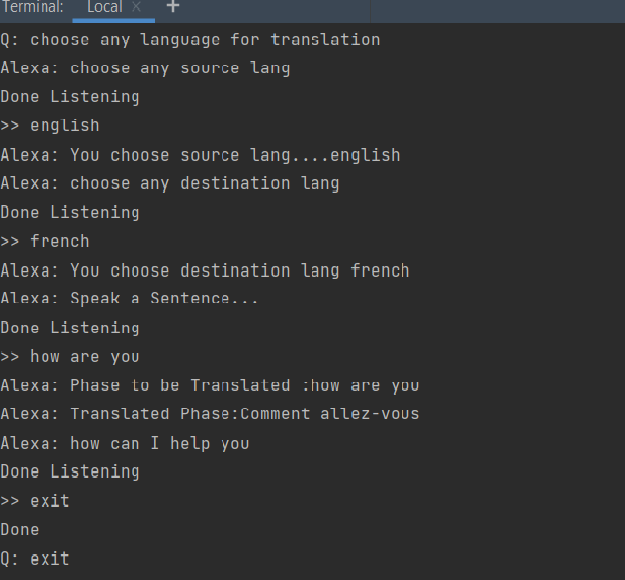 Terminal: Local × +
Q: choose any language for translation
Alexa: choose any source lang
Done Listening
>> english
Alexa: You choose source lang....english
Alexa: choose any destination lang
Done Listening
>> french
Alexa: You choose destination lang french
Alexa: Speak a Sentence...
Done Listening
>> how are you
Alexa: Phase to be Translated :how are you
Alexa: Translated Phase:Comment allez-vous
Alexa: how can I help you
Done Listening
>> exit
Done
Q: exit